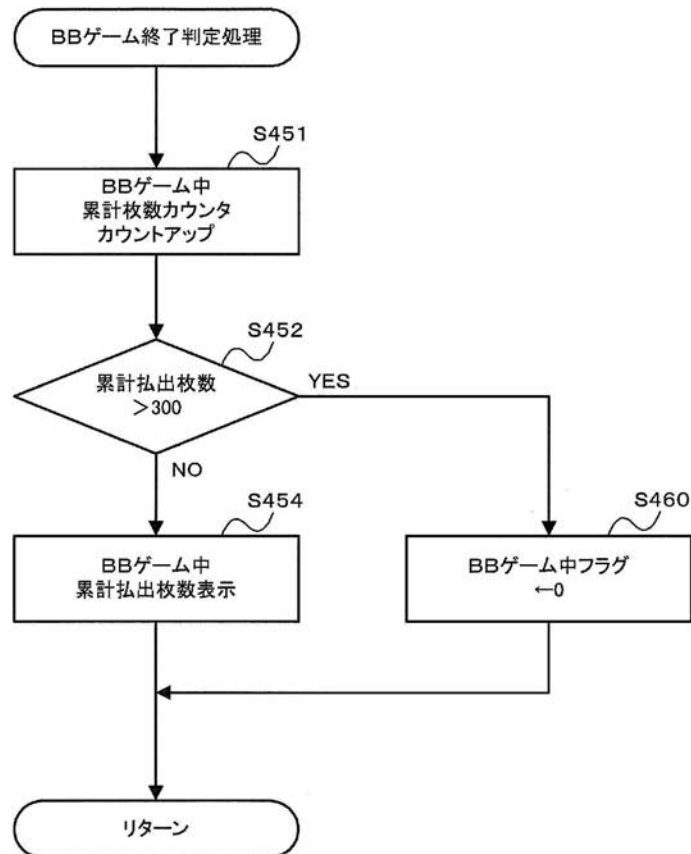 BBゲーム終了判定処理
S451
BBゲーム中
累計枚数カウンタ
カウントアップ
S452
累計払出枚数
>300
YES
NO
S454
BBゲーム中
累計払出枚数表示
S460
BBゲーム中フラグ
←0
リターン